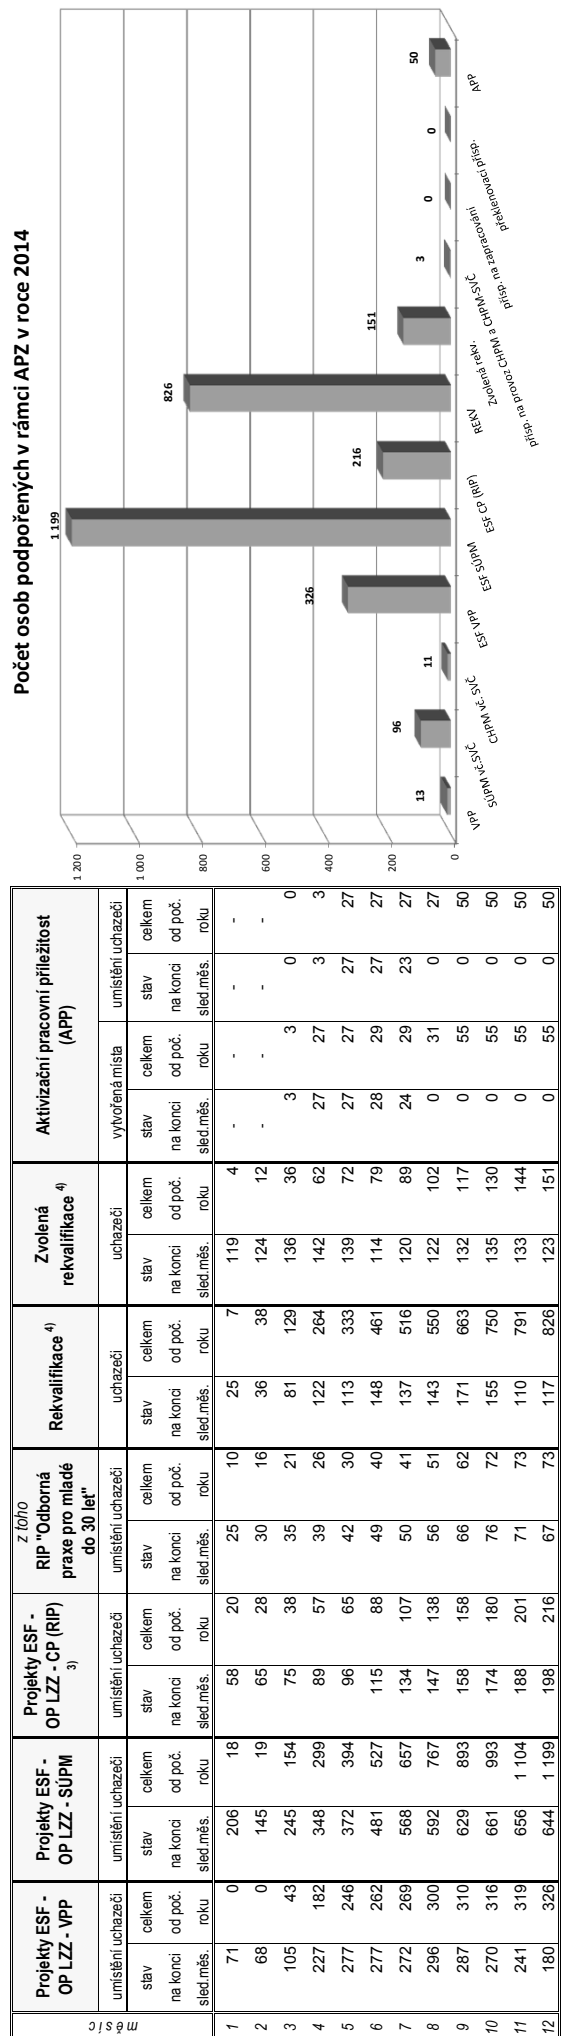 Počet osob podpořených v rámci APZ v roce 2014
1 200
1 000
800
600
400
200
0
13
96
11
326
1 199
216
826
151
3
0
0
50
VPP
SÚPM vč.SVČ
CHPM vč. SVČ
ESF VPP
ESF SÚPM
ESF CP (RIP)
REKV
Zvolená rekv.
přísp. na provoz CHPM a CHPM-SVČ
přísp. na zapracování
překlenovací přísp.
APP
měsíc
Projekty ESF - OP LZZ - VPP
Projekty ESF - OP LZZ - SÚPM
Projekty ESF - OP LZZ - CP (RIP) 3)
z toho RIP "Odborná praxe pro mladé do 30 let"
Rekvalifikace 4)
Zvolená rekvalifikace 4)
Aktivizační pracovní příležitost (APP)
umístění uchazeči umístění uchazeči umístění uchazeči umístění uchazeči uchazeči uchazeči vytvořená místa umístění uchazeči
stav celkem stav celkem stav celkem stav celkem stav celkem stav celkem stav celkem stav celkem
na konci od poč. na konci od poč. na konci od poč. na konci od poč. na konci od poč. na konci od poč. na konci od poč. na konci od poč.
sled.měs. roku sled.měs. roku sled.měs. roku sled.měs. roku sled.měs. roku sled.měs. roku sled.měs. roku sled.měs. roku
1 71 0 206 18 58 20 25 10 25 7 119 4 - - - -
2 68 0 145 19 65 28 30 16 36 38 124 12 - - - -
3 105 43 245 154 75 38 35 21 81 129 136 36 3 3 0 0
4 227 182 348 299 89 57 39 26 122 264 142 62 27 27 3 3
5 277 246 372 394 96 65 42 30 113 333 139 72 27 27 27 27
6 277 262 481 527 115 88 49 40 148 461 114 79 28 29 27 27
7 272 269 568 657 134 107 50 41 137 516 120 89 24 29 23 27
8 296 300 592 767 147 138 56 51 143 550 122 102 0 31 0 27
9 287 310 629 893 158 158 66 62 171 663 132 117 0 55 0 50
10 270 316 661 993 174 180 76 72 155 750 135 130 0 55 0 50
11 241 319 656 1 104 188 201 71 73 110 791 133 144 0 55 0 50
12 180 326 644 1 199 198 216 67 73 117 826 123 151 0 55 0 50